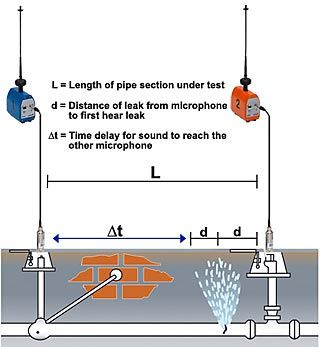 L = Length of pipe section under test
d = Distance of leak from microphone
to first hear leak
Δt = Time delay for sound to reach the
other microphone
2
L
Δt
d
d